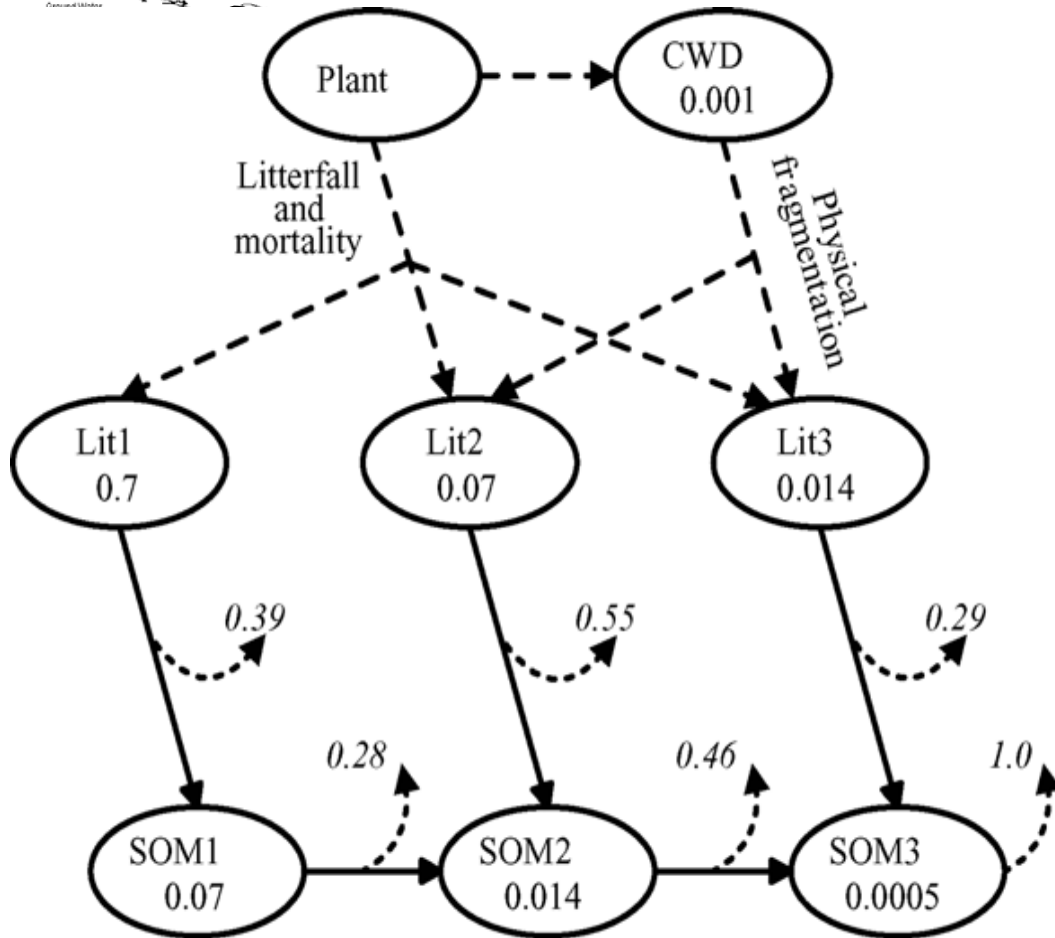 Ground Water
Plant
CWD
0.001
Litterfall
and
mortality
Physical
fragmentation
Lit1
0.7
Lit2
0.07
Lit3
0.014
0.39
0.55
0.29
0.28
0.46
1.0
SOM1
0.07
SOM2
0.014
SOM3
0.0005